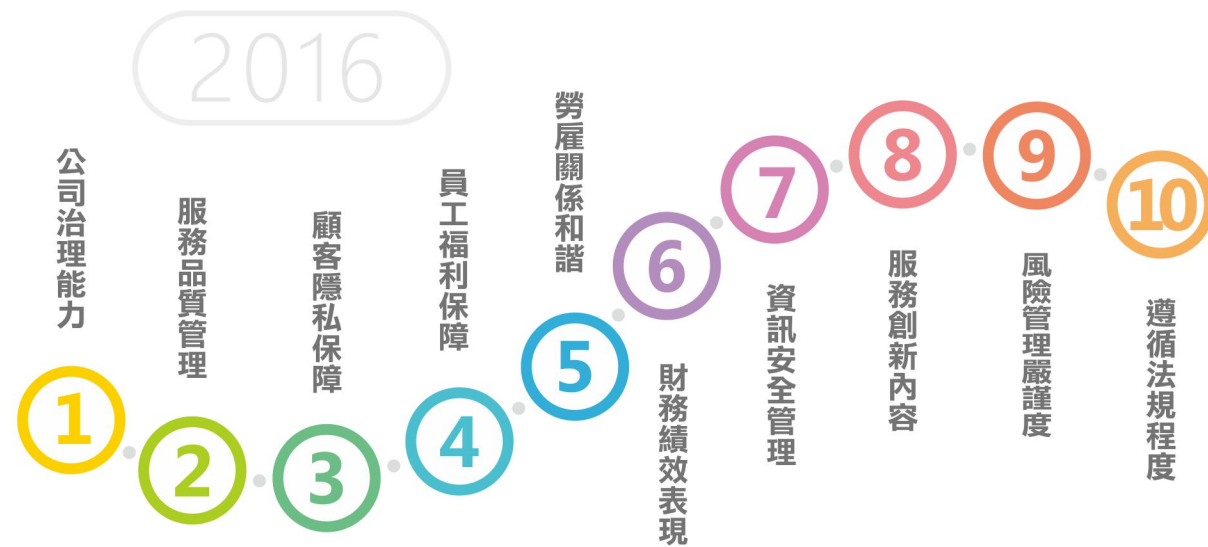 2016
公司治理能力
1
服務品質管理
2
顧客隱私保障
3
員工福利保障
4
勞雇關係和諧
5
6
財務績效表現
7
資訊安全管理
8
服務創新內容
9
風險管理嚴謹度
10
遵循法規程度